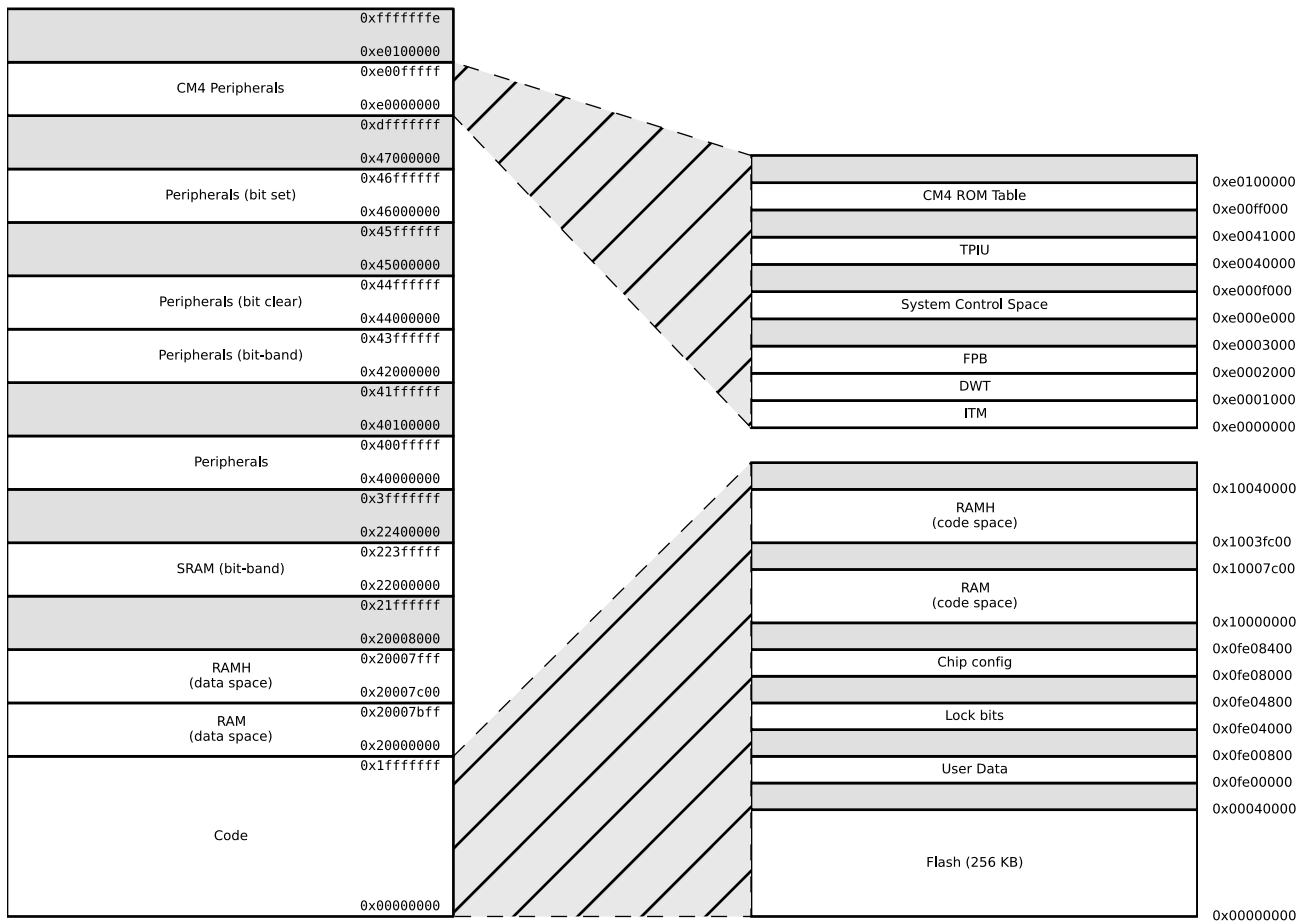 0xfffffffe
0xe0100000
0xe00fffff
CM4 Peripherals
0xe0000000
0xdfffffff
0x47000000
0x46ffffff
Peripherals (bit set)
0x46000000
0x45ffffff
0x45000000
0x44ffffff
Peripherals (bit clear)
0x44000000
0x43ffffff
Peripherals (bit-band)
0x42000000
0x41ffffff
0x40100000
0x400fffff
Peripherals
0x40000000
0x3fffffff
0x22400000
0x223fffff
SRAM (bit-band)
0x22000000
0x21ffffff
0x20008000
0x20007fff
RAMH
(data space)
0x20007c00
0x20007bff
RAM
(data space)
0x20000000
0x1fffffff
Code
0x00000000
0xe0100000
CM4 ROM Table
0xe00ff000
0xe0041000
TPIU
0xe0040000
0xe000f000
System Control Space
0xe000e000
0xe0003000
FPB
0xe0002000
DWT
0xe0001000
ITM
0xe0000000
0x10040000
RAMH
(code space)
0x1003fc00
0x10007c00
RAM
(code space)
0x10000000
0x0fe08400
Chip config
0x0fe08000
0x0fe04800
Lock bits
0x0fe04000
0x0fe00800
User Data
0x0fe00000
0x00040000
Flash (256 KB)
0x00000000